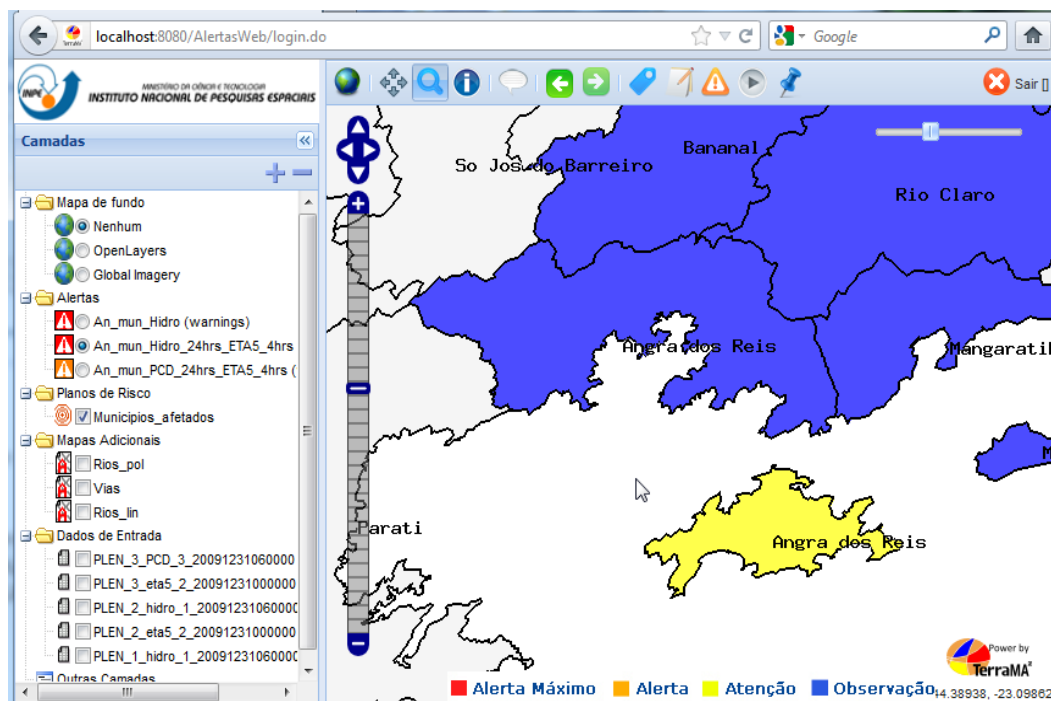 localhost:8080/AlertasWeb/login.do
Google
TerraMA
INPE
MINISTÉRIO DA CIÊNCIA E TECNOLOGIA
INSTITUTO NACIONAL DE PESQUISAS ESPACIAIS
Sair []
Camadas
Mapa de fundo
Nenhum
OpenLayers
Global Imagery
Alertas
An_mun_Hidro (warnings)
An_mun_Hidro_24hrs_ETA5_4hrs
An_mun_PCD_24hrs_ETA5_4hrs (
Planos de Risco
Municipios_afetados
Mapas Adicionais
Rios_pol
Vias
Rios_lin
Dados de Entrada
PLEN_3_PCD_3_20091231060000
PLEN_3_eta5_2_20091231000000
PLEN_2_hidro_1_20091231060000
PLEN_2_eta5_2_20091231000000
PLEN_1_hidro_1_20091231060000
Outras Camadas
Bananal
So Jos do Barreiro
Rio Claro
Angra dos Reis
Mangaratib
M
Parati
Angra dos Reis
Power by
TerraMA²
Alerta Máximo
Alerta
Atenção
Observação
44.38938, -23.09862